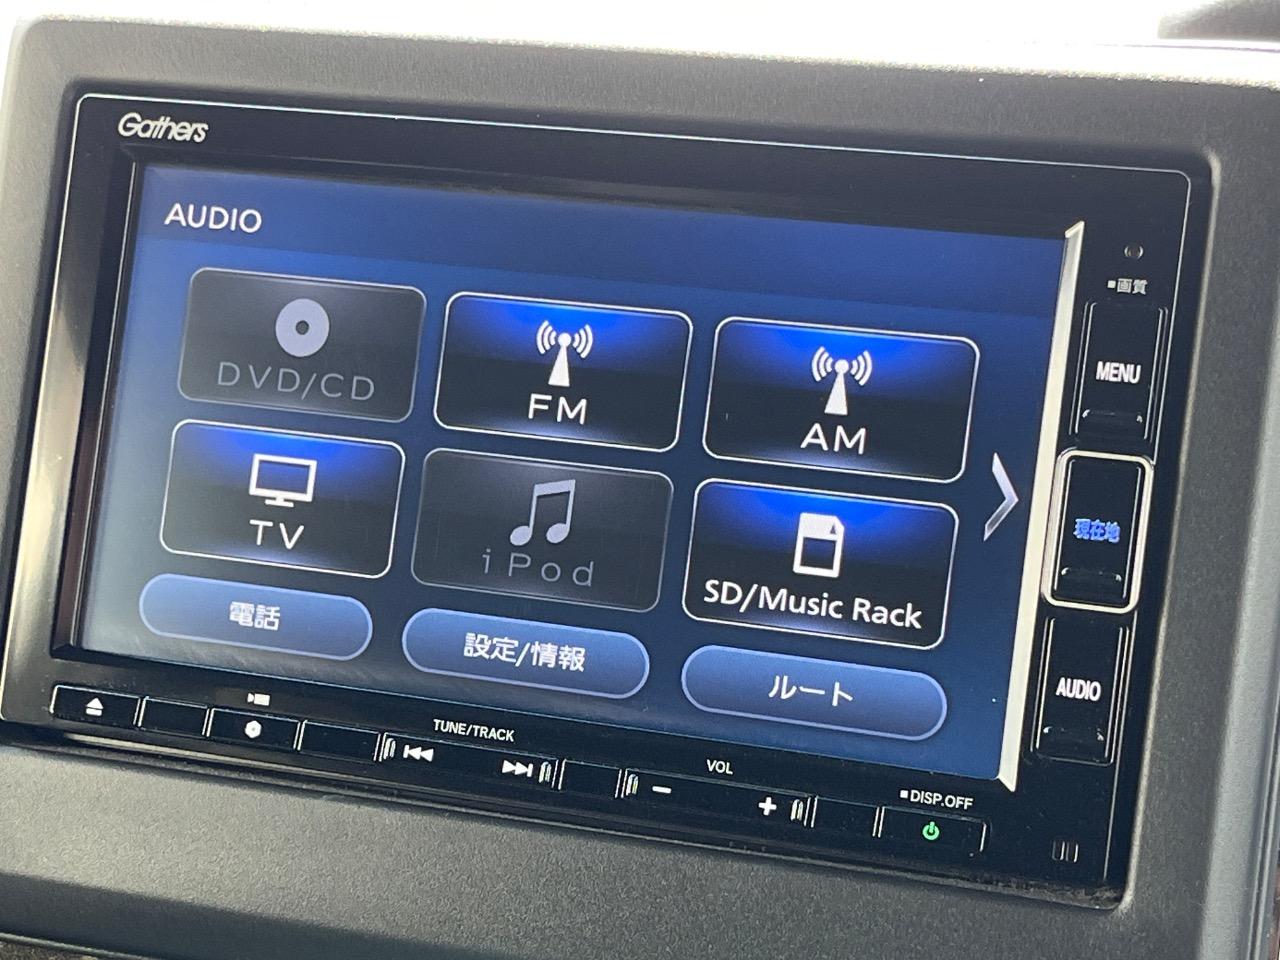 Gathers
AUDIO
DVD/CD
FM
AM
TV
iPod
SD/Music Rack
電話
設定/情報
ルート
■画質
MENU
現在地
AUDIO
TUNE/TRACK
VOL
■DISP.OFF